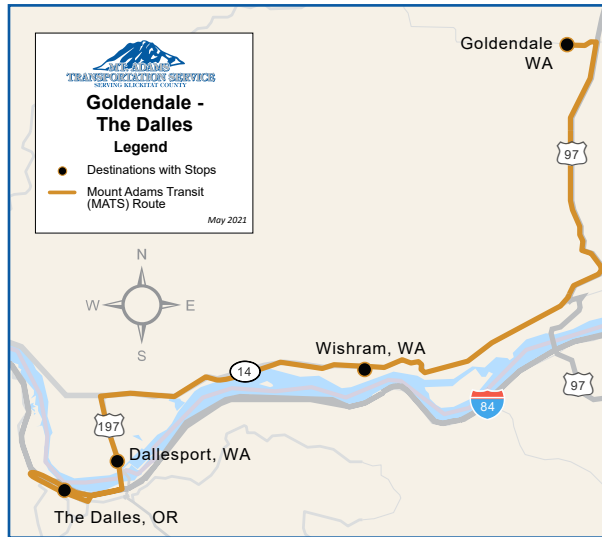 MT. ADAMS
TRANSPORTATION SERVICE
SERVING KLICKITAT COUNTY
Goldendale -
The Dalles
Legend
Destinations with Stops
Mount Adams Transit
(MATS) Route
May 2021
Goldendale
WA
97
N
W
E
S
Wishram, WA
14
97
84
197
Dallesport, WA
The Dalles, OR